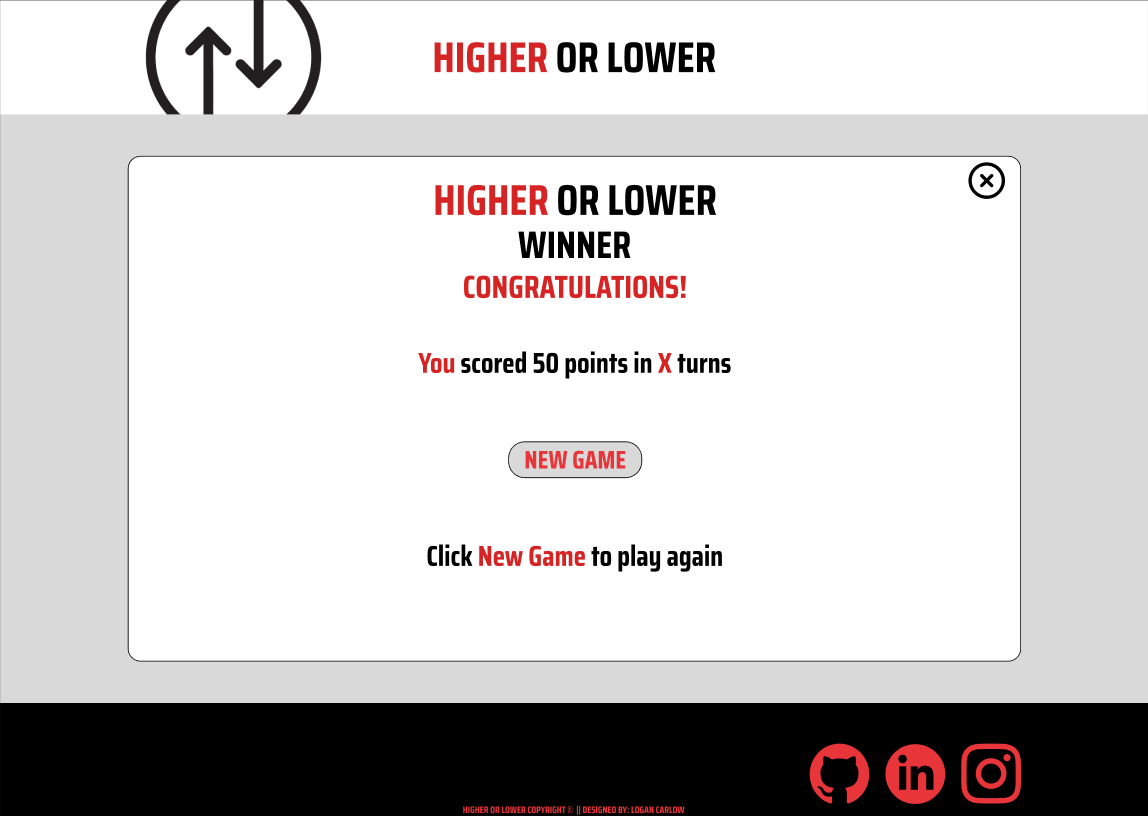 HIGHER OR LOWER
HIGHER OR LOWER
WINNER
CONGRATULATIONS!
You scored 50 points in X turns
NEW GAME
Click New Game to play again
in
HIGHER OR LOWER COPYRIGHT © || DESIGNED BY: LOGAN CARLOW